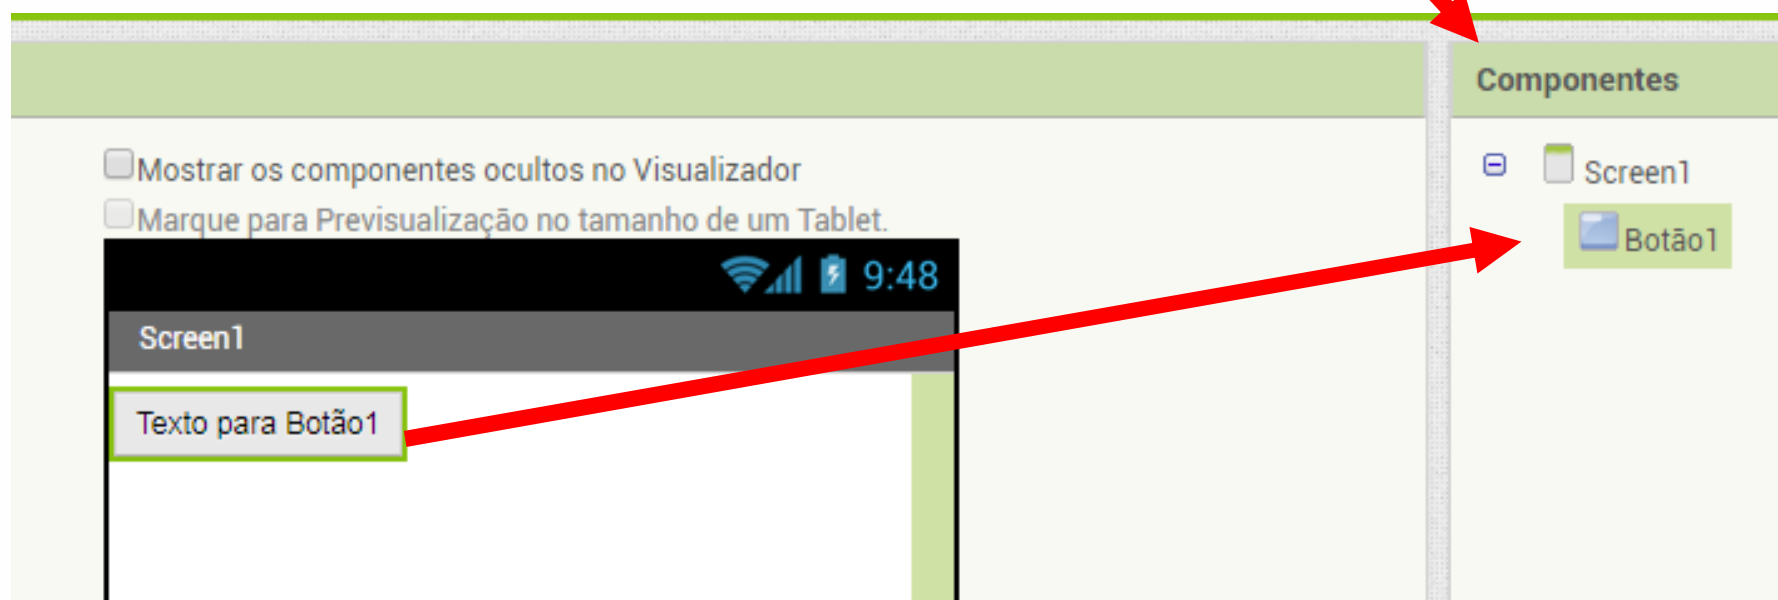 Componentes
Mostrar os componentes ocultos no Visualizador
Marque para Previsualização no tamanho de um Tablet.
9:48
Screen1
Texto para Botão1
Screen1
Botão1